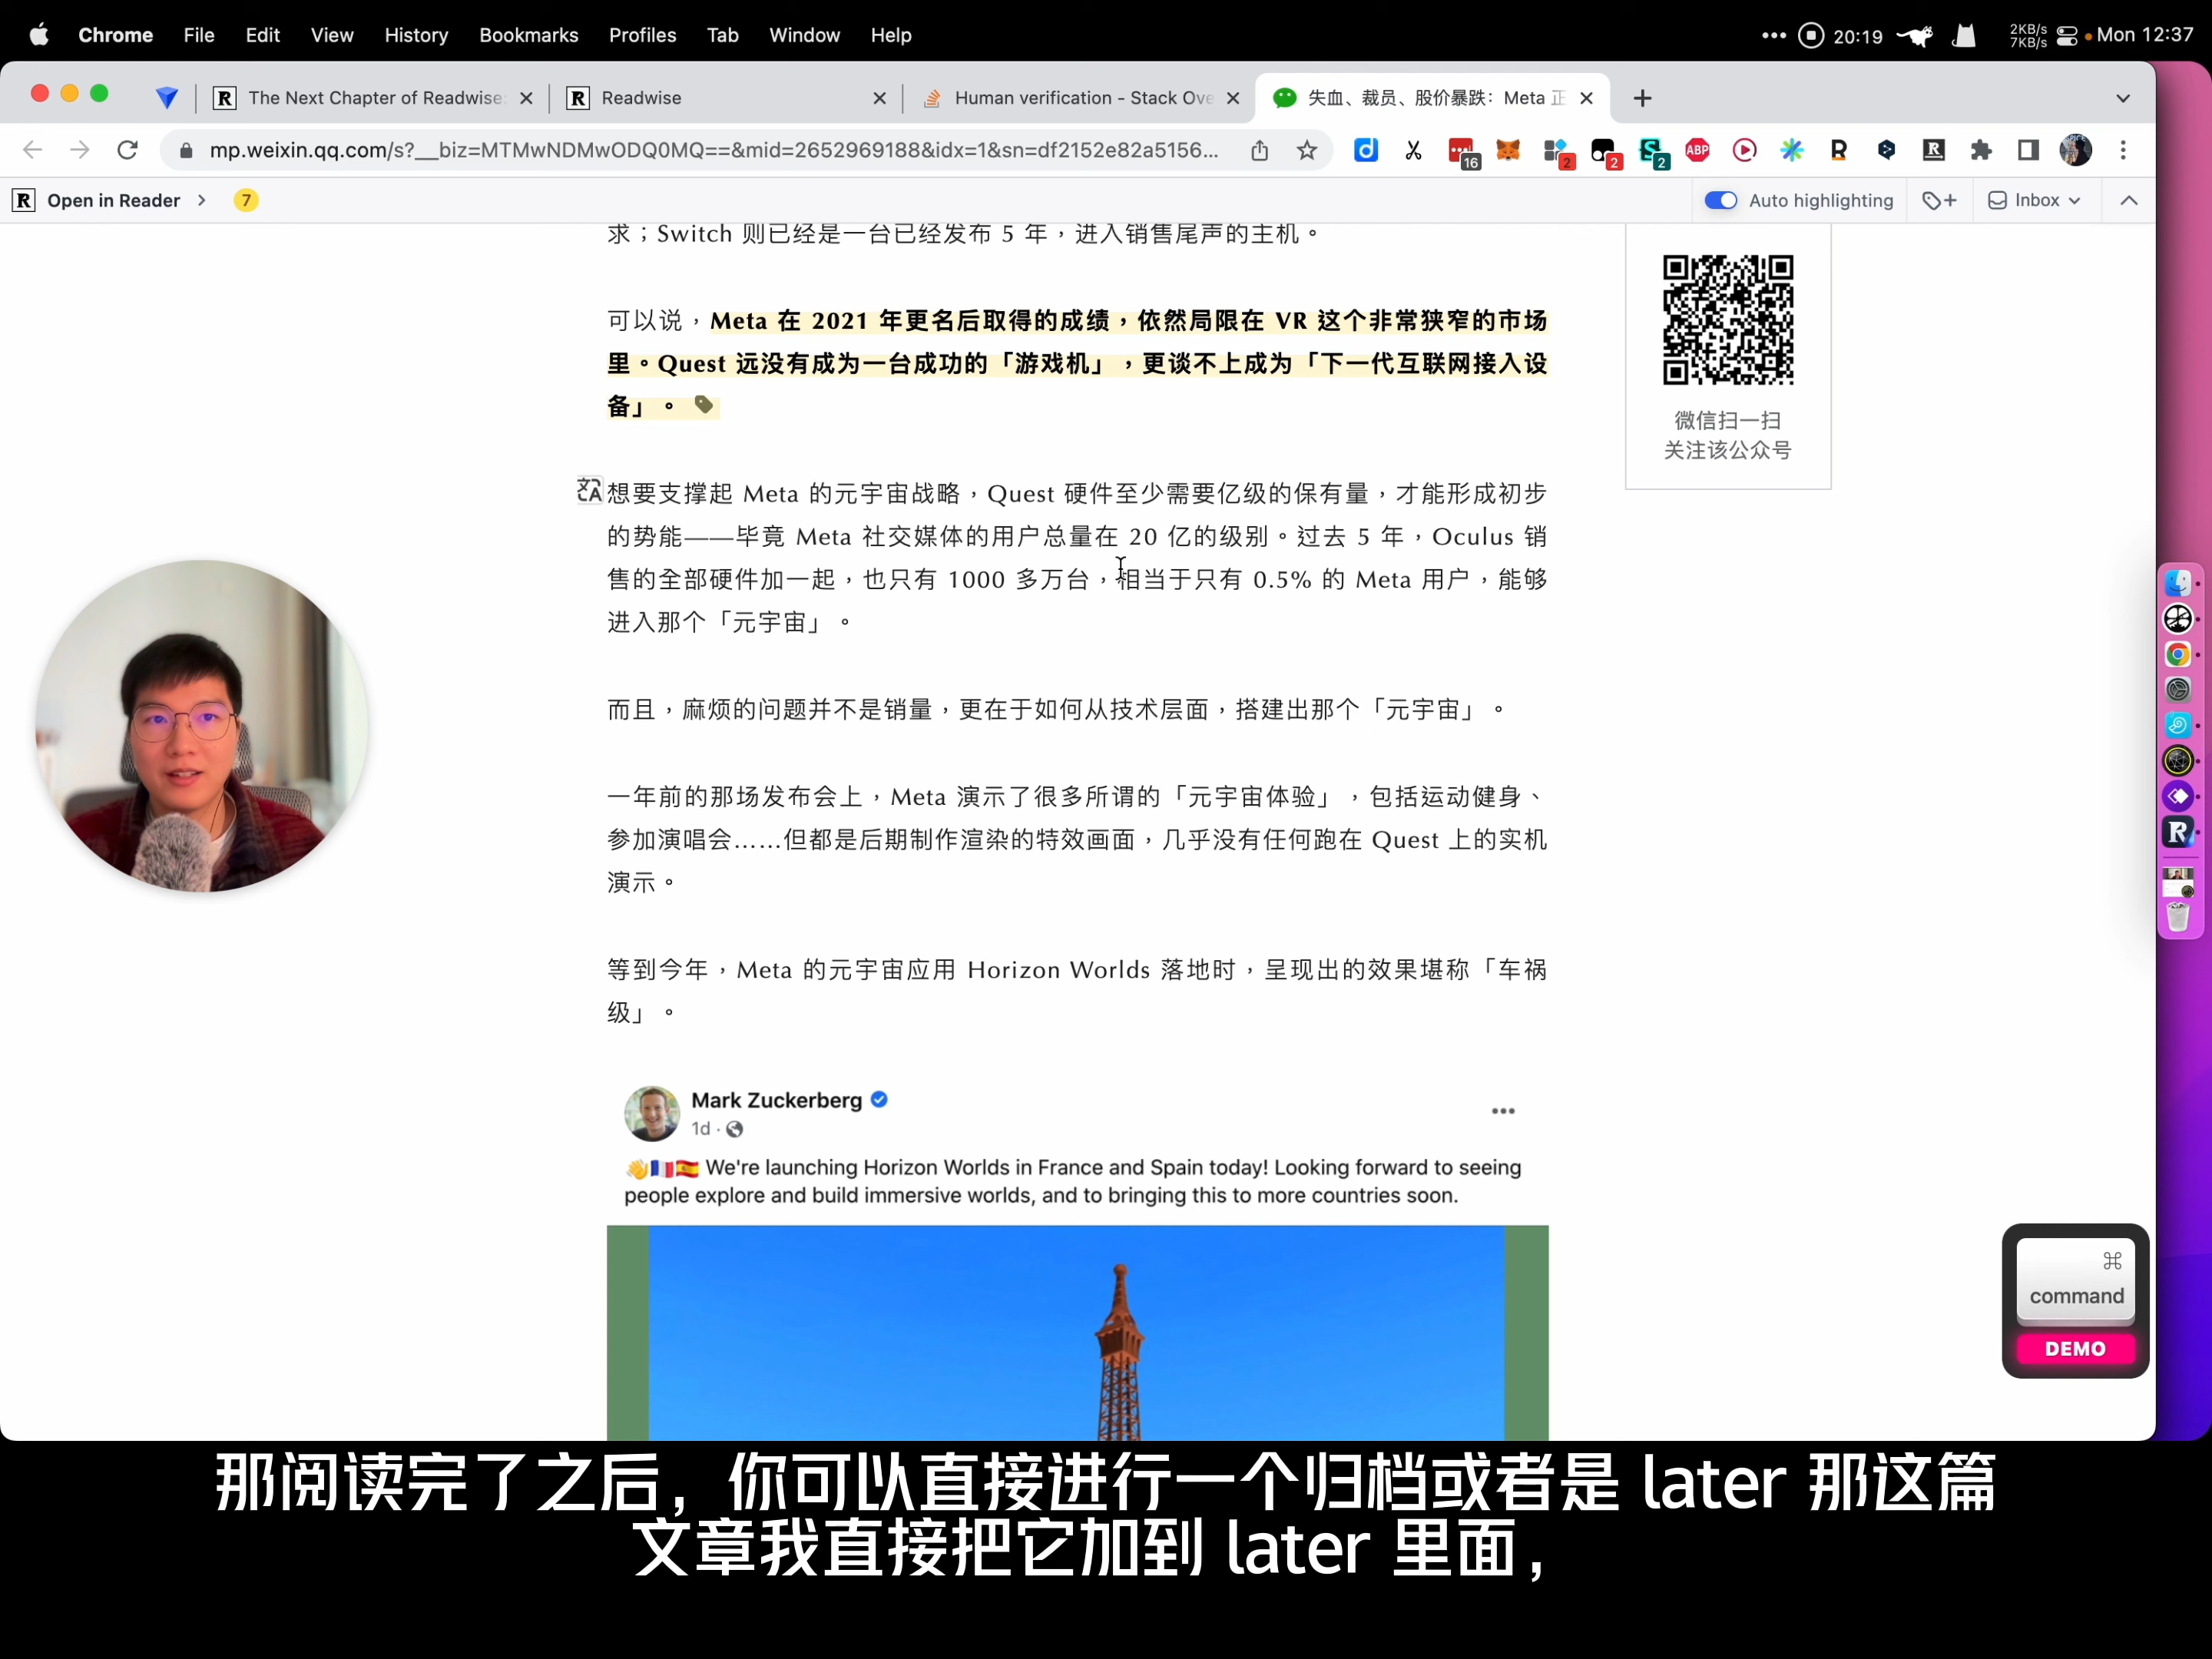 Chrome File Edit View History Bookmarks Profiles Tab Window Help
20:19 2KB/s 7KB/s Mon 12:37
The Next Chapter of Readwise:
Readwise
Human verification - Stack Ove
失血、裁员、股价暴跌：Meta 正
mp.weixin.qq.com/s?__biz=MTMwNDMwODQ0MQ==&mid=2652969188&idx=1&sn=df2152e82a5156...
16 2 2 2 ABP
Open in Reader 7
Auto highlighting
Inbox
求；Switch 则已经是一台已经发布 5 年，进入销售尾声的主机。
可以说，Meta 在 2021 年更名后取得的成绩，依然局限在 VR 这个非常狭窄的市场
里。Quest 远没有成为一台成功的「游戏机」，更谈不上成为「下一代互联网接入设
备」。
微信扫一扫
关注该公众号
想要支撑起 Meta 的元宇宙战略，Quest 硬件至少需要亿级的保有量，才能形成初步
的势能——毕竟 Meta 社交媒体的用户总量在 20 亿的级别。过去 5 年，Oculus 销
售的全部硬件加一起，也只有 1000 多万台，相当于只有 0.5% 的 Meta 用户，能够
进入那个「元宇宙」。
而且，麻烦的问题并不是销量，更在于如何从技术层面，搭建出那个「元宇宙」。
一年前的那场发布会上，Meta 演示了很多所谓的「元宇宙体验」，包括运动健身、
参加演唱会……但都是后期制作渲染的特效画面，几乎没有任何跑在 Quest 上的实机
演示。
等到今年，Meta 的元宇宙应用 Horizon Worlds 落地时，呈现出的效果堪称「车祸
级」。
Mark Zuckerberg
1d ·
👋🇫🇷🇪🇸 We're launching Horizon Worlds in France and Spain today! Looking forward to seeing
people explore and build immersive worlds, and to bringing this to more countries soon.
⌘
command
DEMO
那阅读完了之后，你可以直接进行一个归档或者是 later 那这篇
文章我直接把它加到 later 里面，